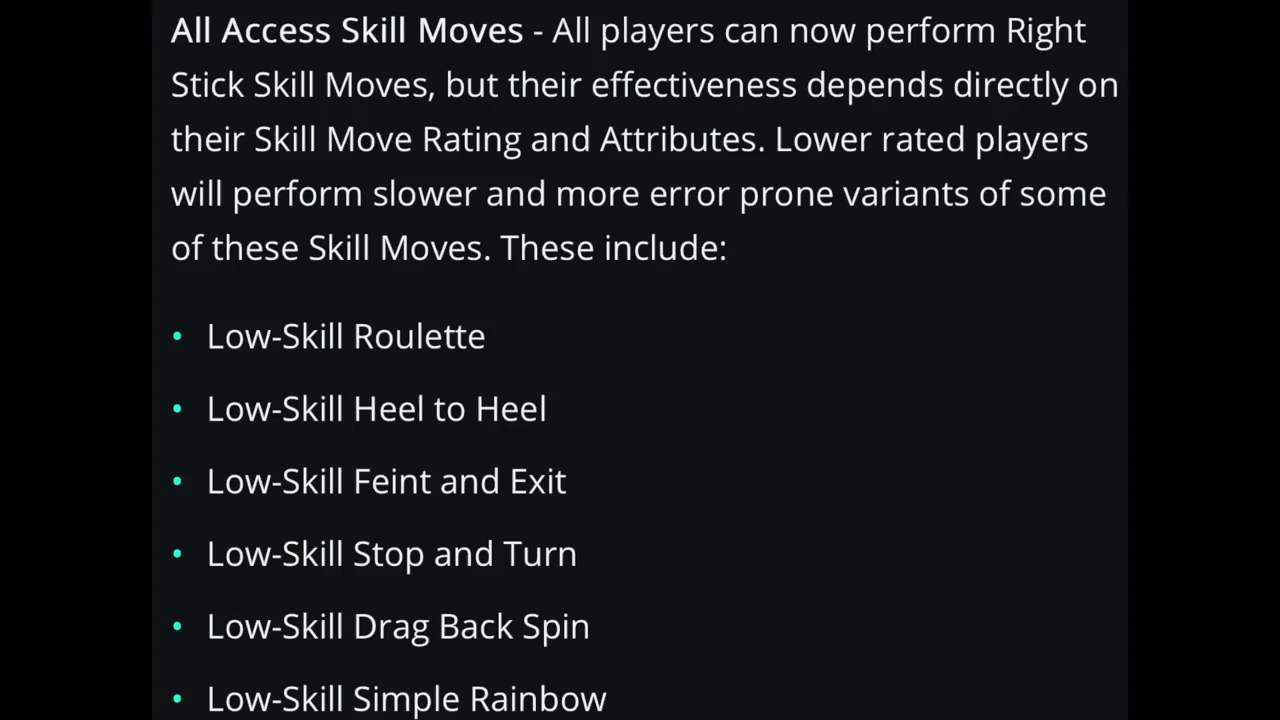 All Access Skill Moves - All players can now perform Right
Stick Skill Moves, but their effectiveness depends directly on
their Skill Move Rating and Attributes. Lower rated players
will perform slower and more error prone variants of some
of these Skill Moves. These include:
• Low-Skill Roulette
• Low-Skill Heel to Heel
• Low-Skill Feint and Exit
• Low-Skill Stop and Turn
• Low-Skill Drag Back Spin
• Low-Skill Simple Rainbow